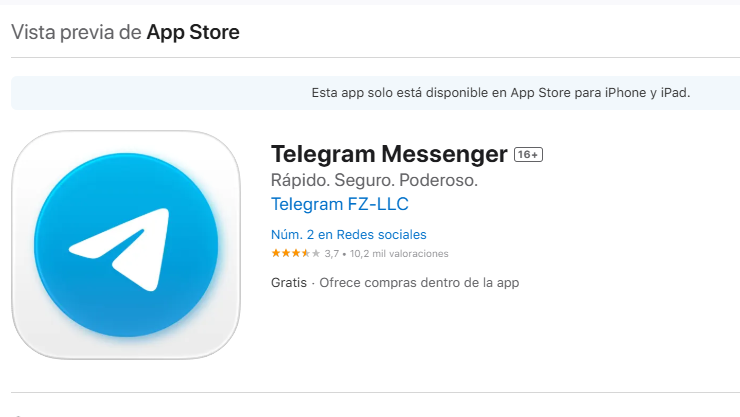 Vista previa de App Store
Esta app solo está disponible en App Store para iPhone y iPad.
Telegram Messenger 16+
Rápido. Seguro. Poderoso.
Telegram FZ-LLC
Núm. 2 en Redes sociales
3,7 • 10,2 mil valoraciones
Gratis · Ofrece compras dentro de la app